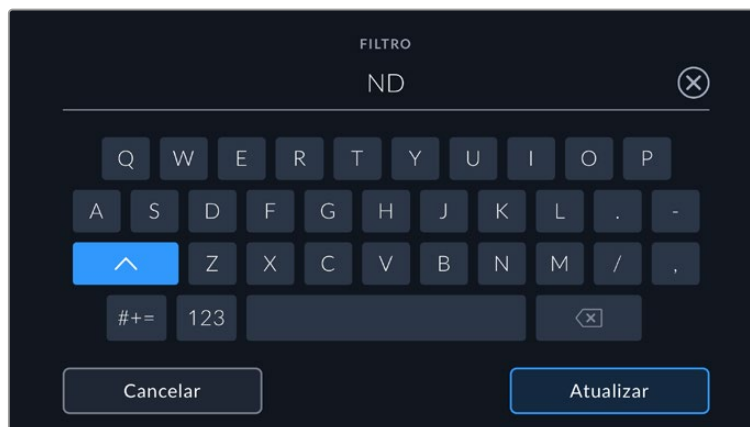 FILTRO
ND
Q W E R T Y U I O P
A S D F G H J K L . -
Z X C V B N M / ,
#+= 123
Cancelar Atualizar